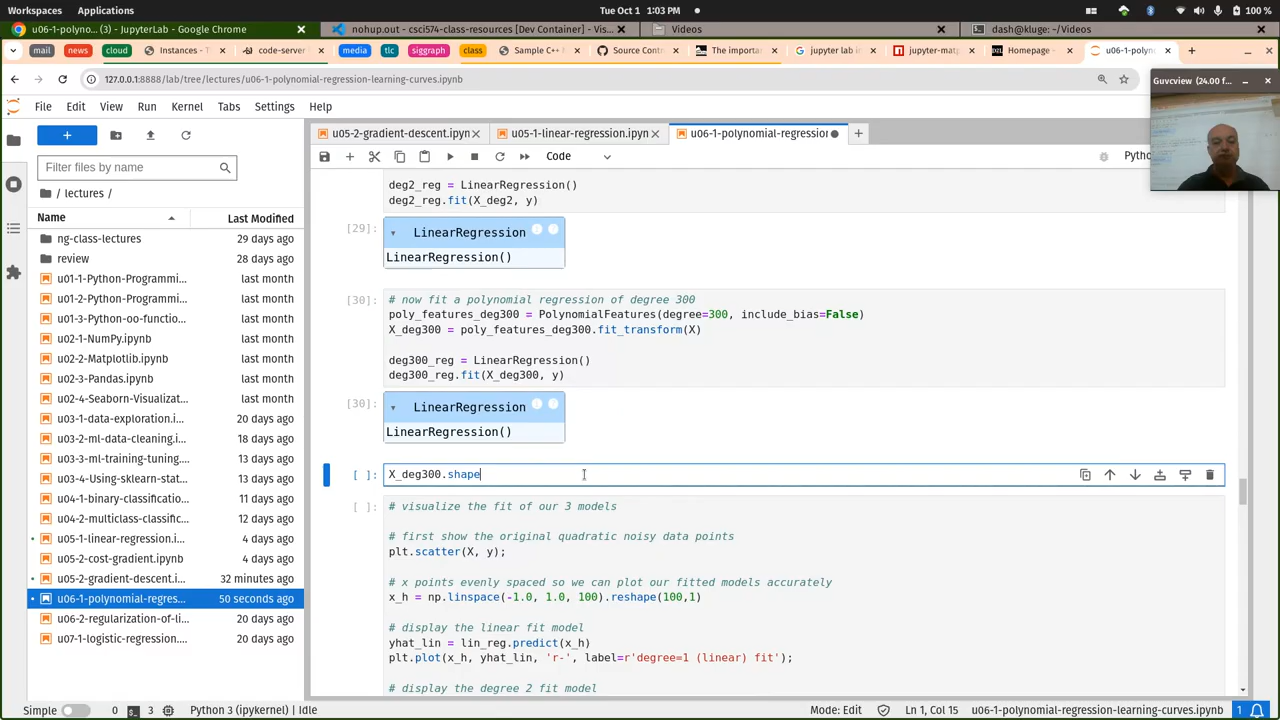 Workspaces Applications Tue Oct 1 1:03 PM 100 %
u06-1-polyno... (3) - JupyterLab - Google Chrome nohup.out - csci574-class-resources [Dev Container] - Vis... Videos dash@kluge: ~/Videos
mail news cloud Instances - T code-server media tlc siggraph class Sample C++ M Source Contr The importan jupyter lab in jupyter-matp Homepage - u06-1-polyno
127.0.0.1:8888/lab/tree/lectures/u06-1-polynomial-regression-learning-curves.ipynb
Guvcview (24.00 f...
File Edit View Run Kernel Tabs Settings Help
u05-2-gradient-descent.ipyn u05-1-linear-regression.ipyn u06-1-polynomial-regression
Code Pytho
Filter files by name
/ lectures /
Name Last Modified
ng-class-lectures 29 days ago
review 28 days ago
u01-1-Python-Programmi... last month
u01-2-Python-Programmi... last month
u01-3-Python-oo-functio... last month
u02-1-NumPy.ipynb last month
u02-2-Matplotlib.ipynb last month
u02-3-Pandas.ipynb last month
u02-4-Seaborn-Visualizat... last month
u03-1-data-exploration.i... 20 days ago
u03-2-ml-data-cleaning.i... 18 days ago
u03-3-ml-training-tuning... 13 days ago
u03-4-Using-sklearn-stat... 13 days ago
u04-1-binary-classificatio... 11 days ago
u04-2-multiclass-classific... 12 days ago
u05-1-linear-regression.i... 4 days ago
u05-2-cost-gradient.ipynb 4 days ago
u05-2-gradient-descent.i... 32 minutes ago
u06-1-polynomial-regres... 50 seconds ago
u06-2-regularization-of-li... 20 days ago
u07-1-logistic-regression.... 20 days ago
deg2_reg = LinearRegression()
deg2_reg.fit(X_deg2, y)
[29]: LinearRegression
LinearRegression()
[30]: # now fit a polynomial regression of degree 300
poly_features_deg300 = PolynomialFeatures(degree=300, include_bias=False)
X_deg300 = poly_features_deg300.fit_transform(X)
deg300_reg = LinearRegression()
deg300_reg.fit(X_deg300, y)
[30]: LinearRegression
LinearRegression()
[ ]: X_deg300.shape
[ ]: # visualize the fit of our 3 models
# first show the original quadratic noisy data points
plt.scatter(X, y);
# x points evenly spaced so we can plot our fitted models accurately
x_h = np.linspace(-1.0, 1.0, 100).reshape(100,1)
# display the linear fit model
yhat_lin = lin_reg.predict(x_h)
plt.plot(x_h, yhat_lin, 'r-', label=r'degree=1 (linear) fit');
# display the degree 2 fit model
Simple 0 3 Python 3 (ipykernel) | Idle Mode: Edit Ln 1, Col 15 u06-1-polynomial-regression-learning-curves.ipynb 1